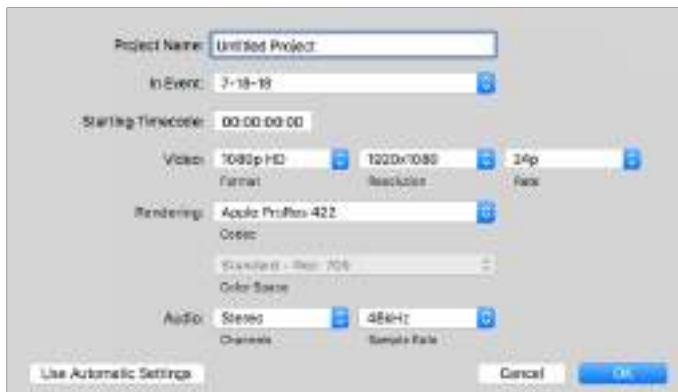 Project Name: Untitled Project
In Event: 7-18-18
Starting Timecode: 00:00:00:00
Video: 1080p HD 1920x1080 24p
Format Resolution Rate
Rendering: Apple ProRes 422
Codec
Standard - Rec. 709
Color Space
Audio: Stereo 48kHz
Channels Sample Rate
Use Automatic Settings Cancel OK